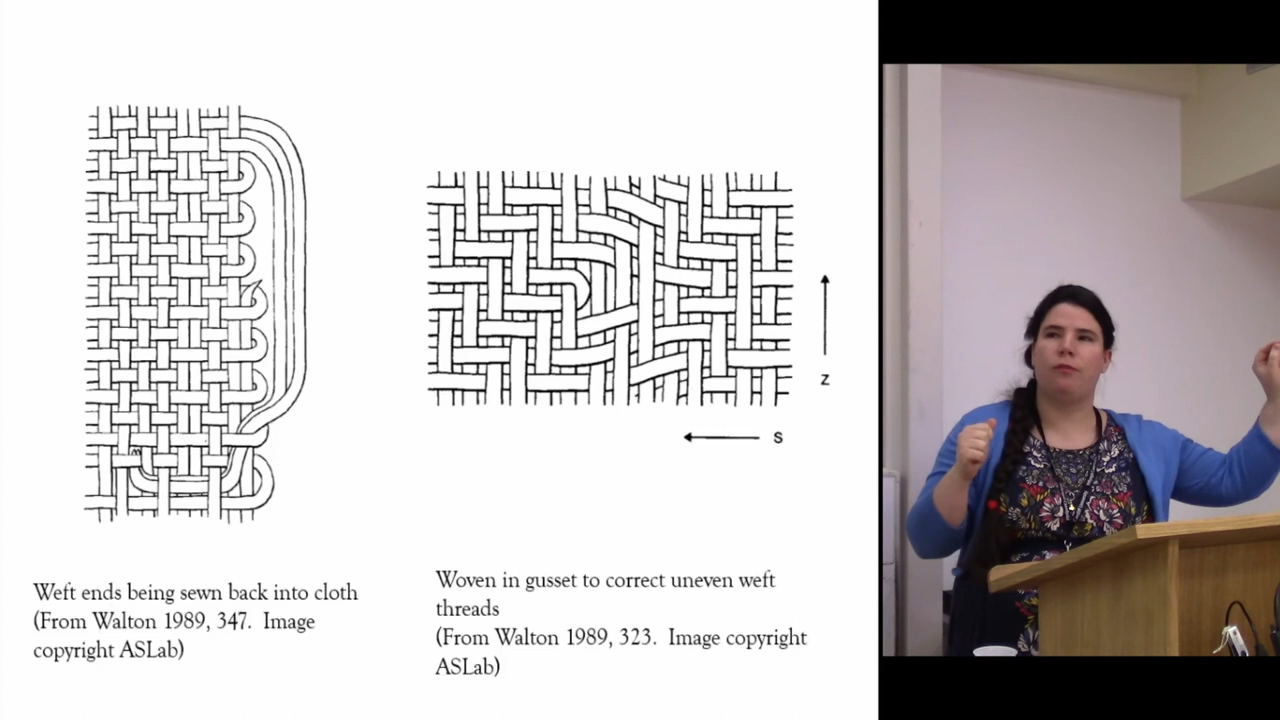 Z
S
Weft ends being sewn back into cloth
(From Walton 1989, 347.  Image
copyright ASLab)
Woven in gusset to correct uneven weft
threads
(From Walton 1989, 323.  Image copyright
ASLab)